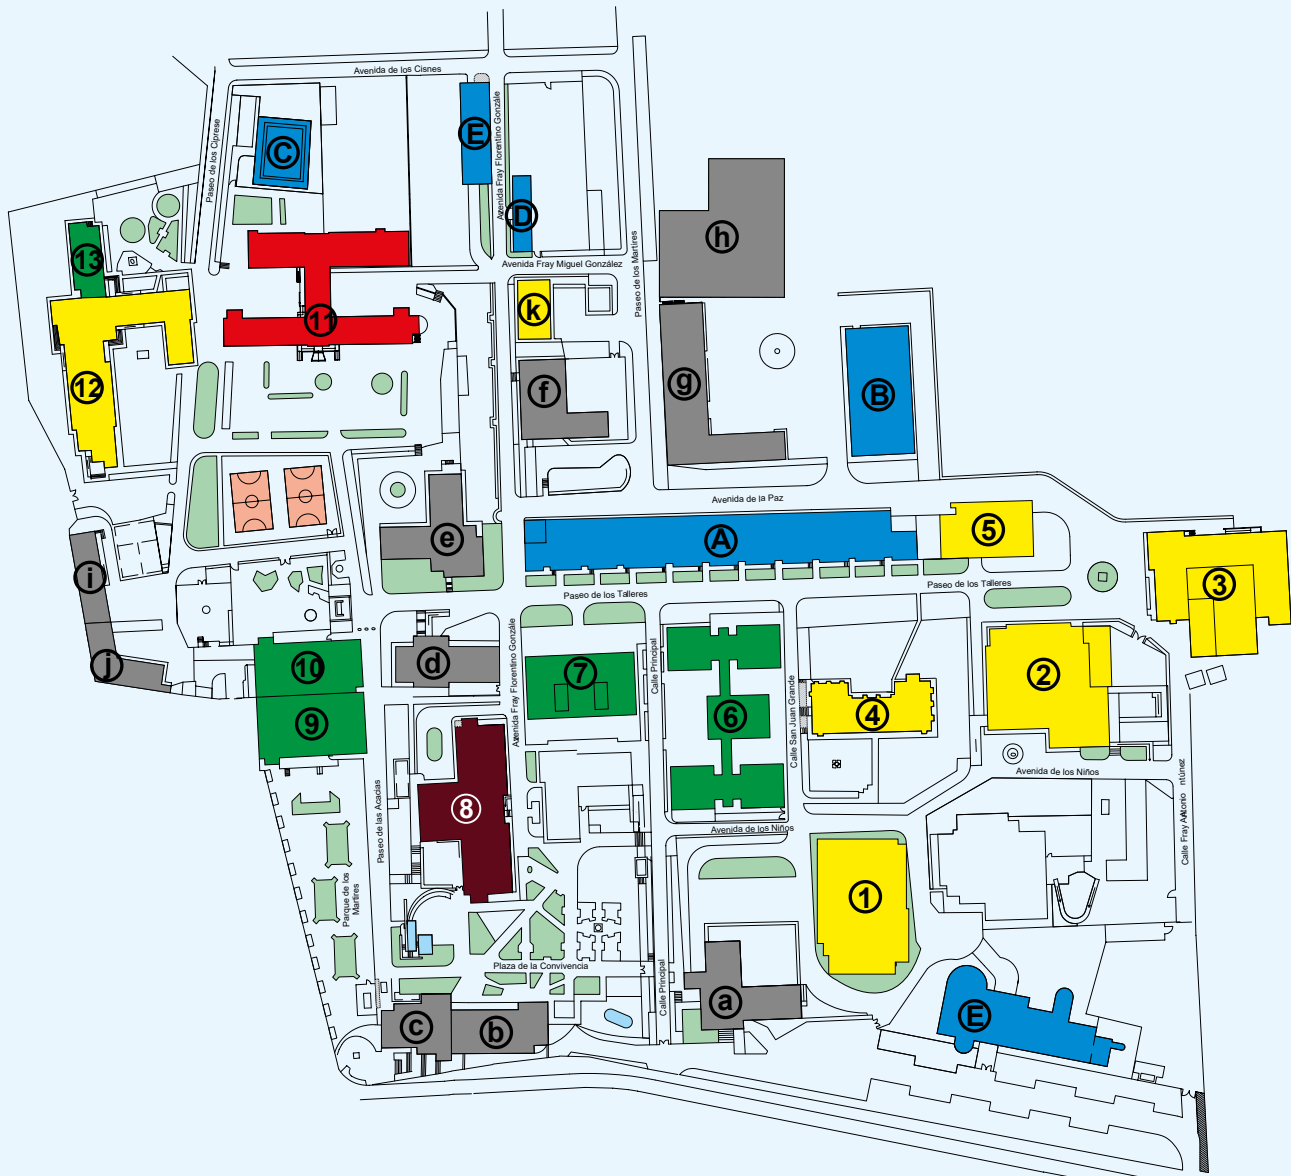 Avenida de los Cisnes
Paseo de los Ciprese
C
E
Avenida Fray Florentino Gonzále
D
Paseo de los Martires
h
13
Avenida Fray Miguel González
11
k
12
f
g
B
Avenida de la Paz
e
A
5
i
Paseo de los Talleres
Paseo de los Talleres
3
j
10
d
Avenida Fray Florentino Gonzále
7
Calle Principal
6
Calle San Juan Grande
4
2
9
Avenida de los Niños
8
Paseo de las Acacias
Avenida de los Niños
Calle Fray Antonio ntúnez
Parque de los
Martires
1
Plaza de la Convivencia
Calle Principal
a
c
b
E